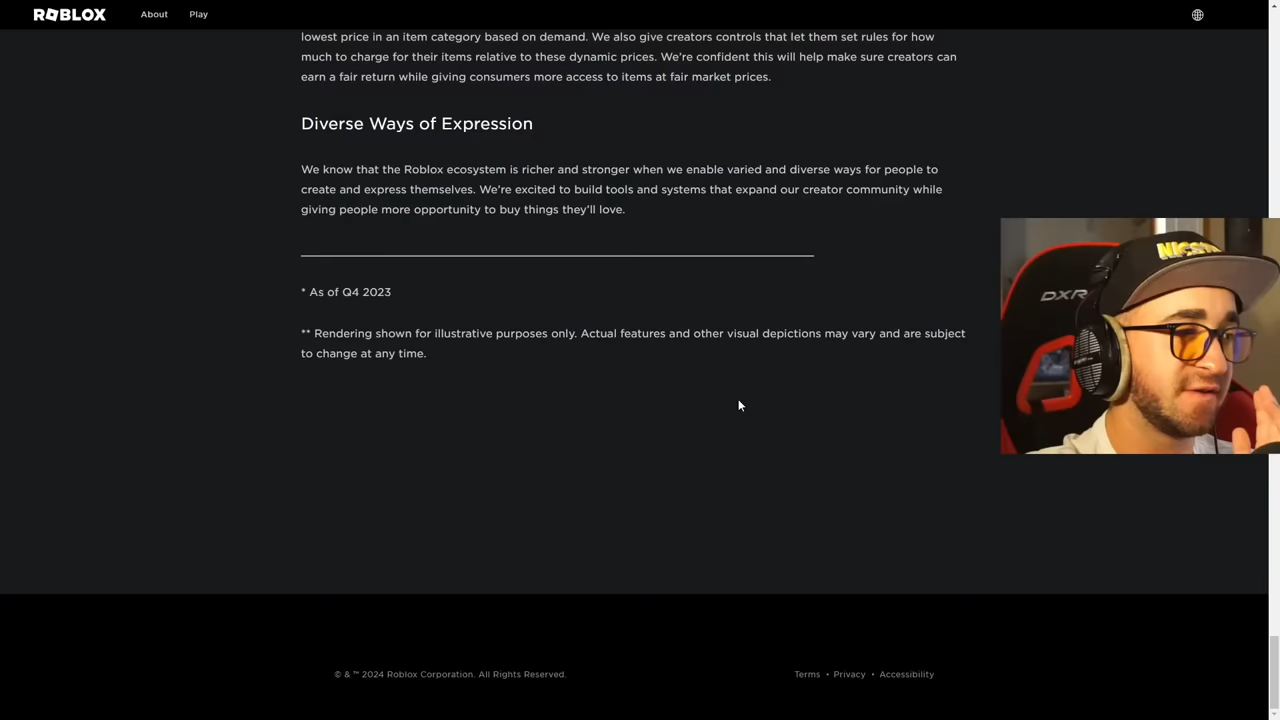 ROBLOX About Play
lowest price in an item category based on demand. We also give creators controls that let them set rules for how
much to charge for their items relative to these dynamic prices. We’re confident this will help make sure creators can
earn a fair return while giving consumers more access to items at fair market prices.
Diverse Ways of Expression
We know that the Roblox ecosystem is richer and stronger when we enable varied and diverse ways for people to
create and express themselves. We’re excited to build tools and systems that expand our creator community while
giving people more opportunity to buy things they’ll love.
* As of Q4 2023
** Rendering shown for illustrative purposes only. Actual features and other visual depictions may vary and are subject
to change at any time.
DXR
© & ™ 2024 Roblox Corporation. All Rights Reserved.
Terms • Privacy • Accessibility